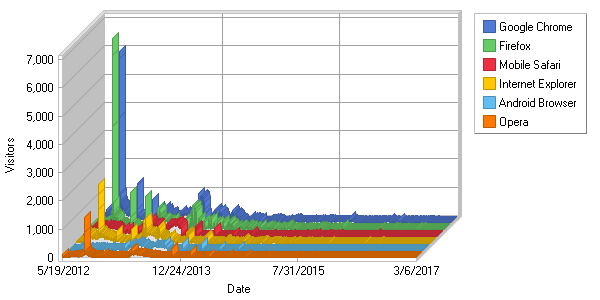 Google Chrome
Firefox
Mobile Safari
Internet Explorer
Android Browser
Opera
7,000
6,000
5,000
4,000
3,000
2,000
1,000
0
Visitors
5/19/2012 12/24/2013 7/31/2015 3/6/2017
Date